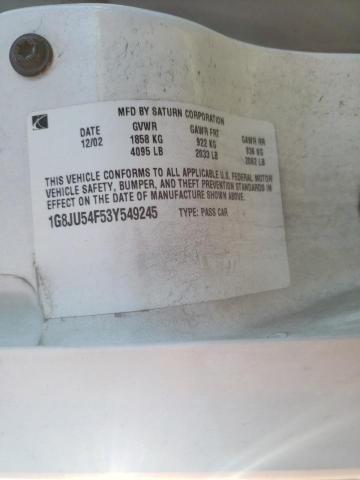 MFD BY SATURN CORPORATION
DATE GVWR GAWR FRT GAWR RR
12/02 1858 KG 922 KG 936 KG
4095 LB 2033 LB 2062 LB
THIS VEHICLE CONFORMS TO ALL APPLICABLE U.S. FEDERAL MOTOR
VEHICLE SAFETY, BUMPER, AND THEFT PREVENTION STANDARDS IN
EFFECT ON THE DATE OF MANUFACTURE SHOWN ABOVE.
1G8JU54F53Y549245 TYPE: PASS CAR